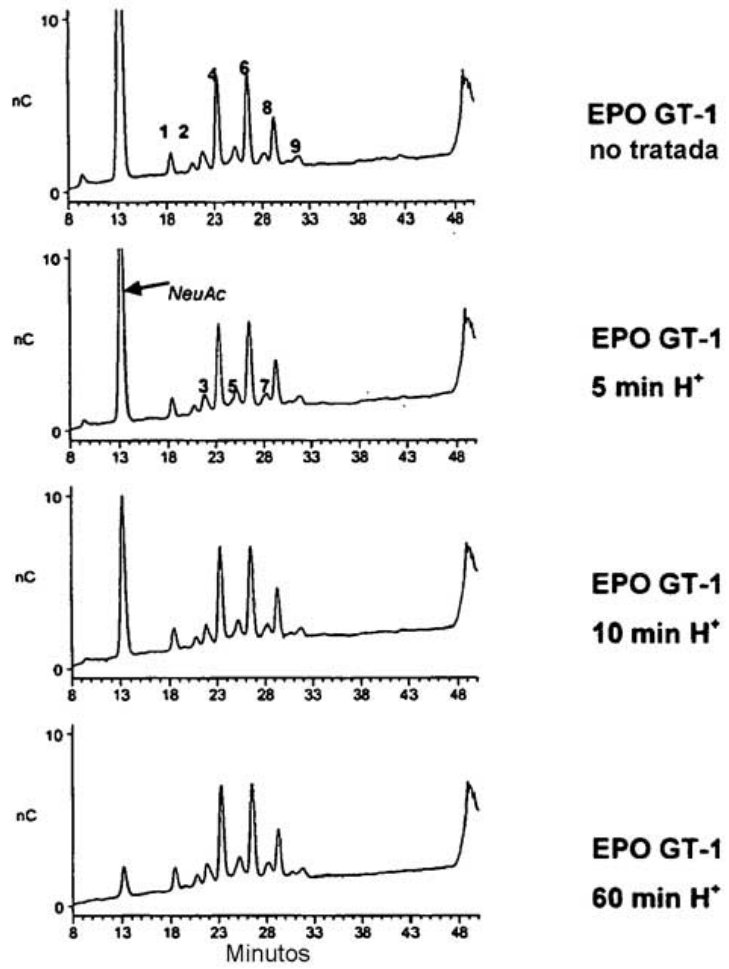 10
nC
0
1 2
4
6
8
9
8 13 18 23 28 33 38 43 48
EPO GT-1
no tratada
10
nC
0
NeuAc
3
5
7
8 13 18 23 28 33 38 43 48
EPO GT-1
5 min H⁺
10
nC
0
8 13 18 23 28 33 38 43 48
EPO GT-1
10 min H⁺
10
nC
0
8 13 18 23 28 33 38 43 48
Minutos
EPO GT-1
60 min H⁺